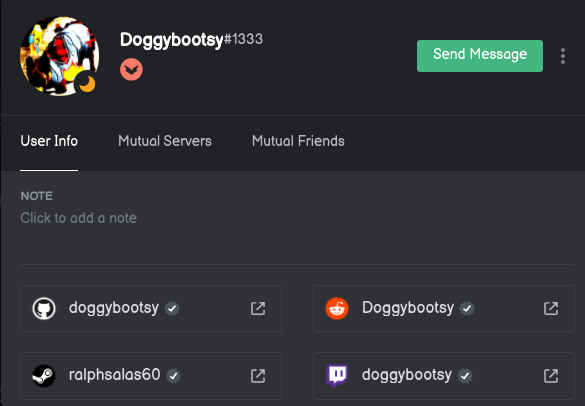 Doggybootsy#1333
Send Message
User Info Mutual Servers Mutual Friends
NOTE
Click to add a note
doggybootsy Doggybootsy
ralphsalas60 doggybootsy